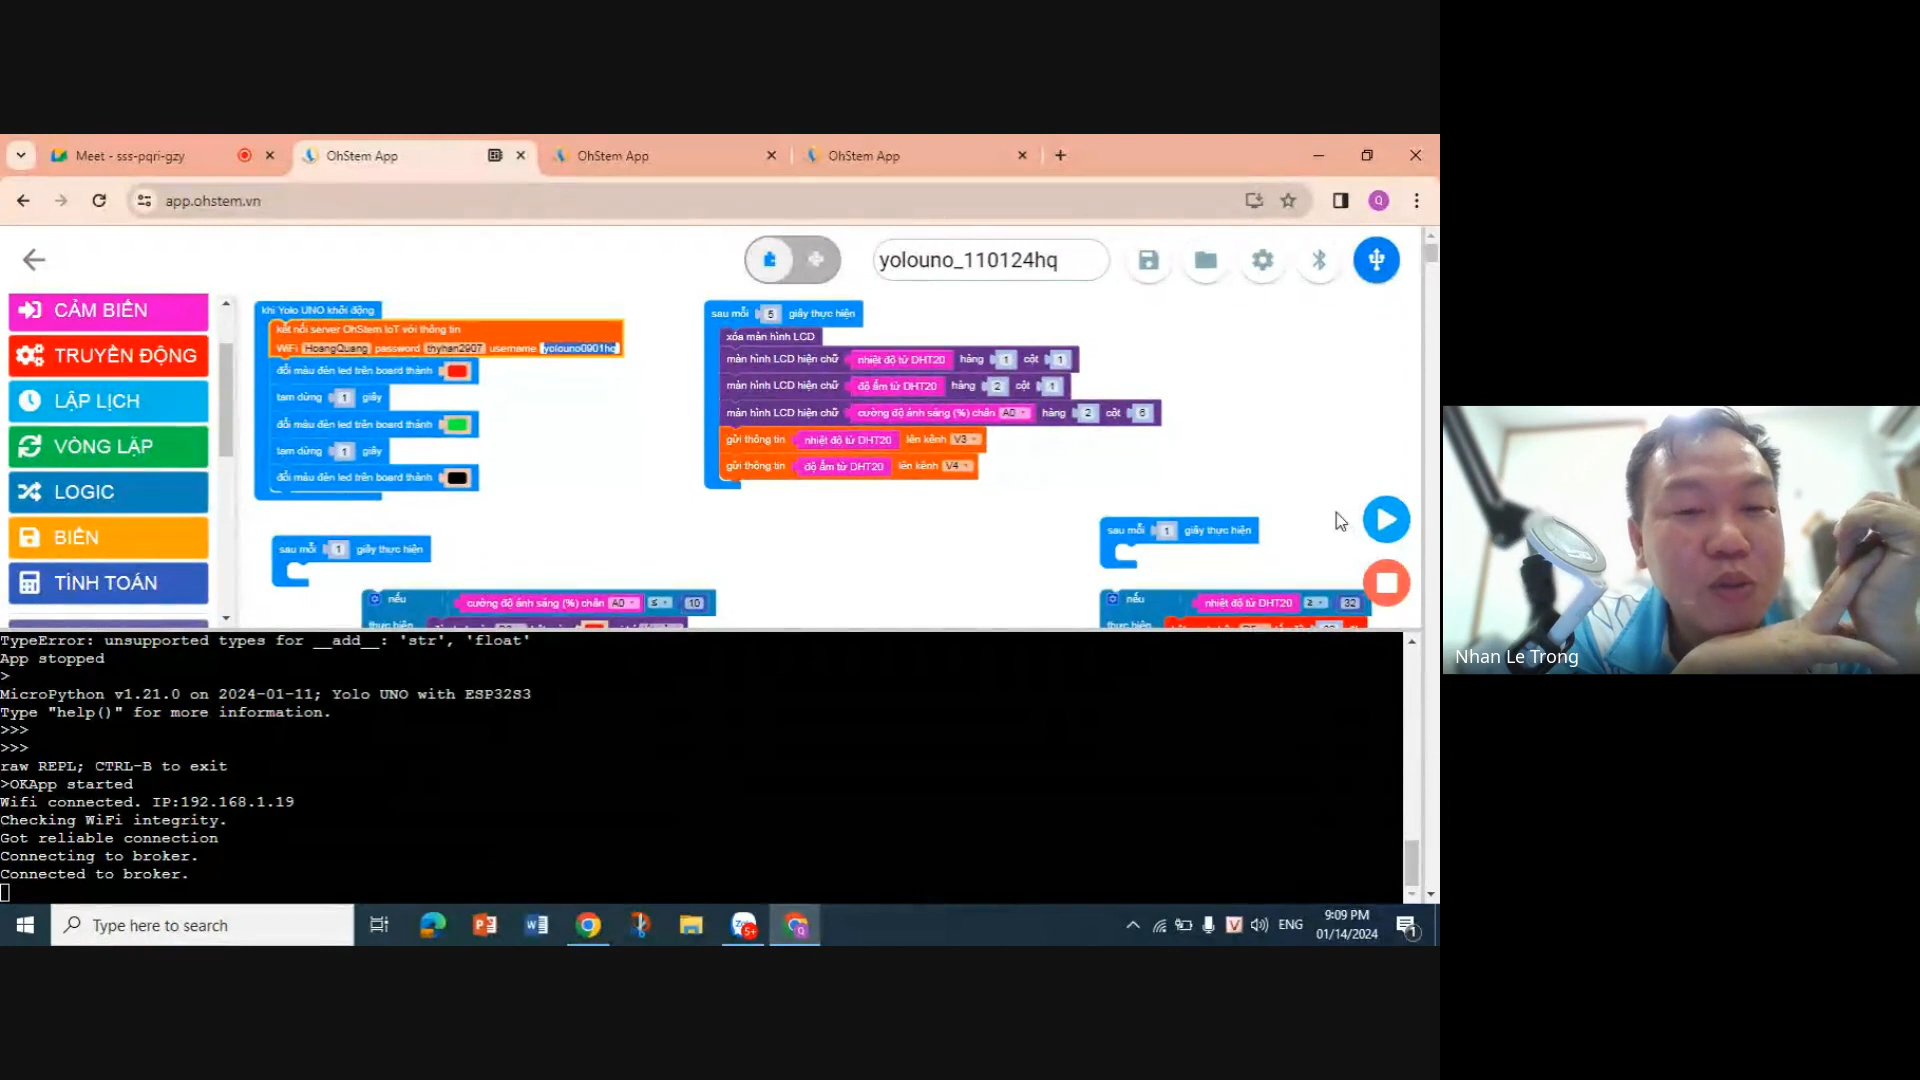 Meet - sss-pqri-gzy
OhStem App
OhStem App
OhStem App
app.ohstem.vn
yolouno_110124hq
CẢM BIẾN
TRUYỀN ĐỘNG
LẬP LỊCH
VÒNG LẶP
LOGIC
BIẾN
TÍNH TOÁN
khi Yolo UNO khởi động
kết nối server OhStem IoT với thông tin
WiFi HoangQuang password thyhan2907 username yolouno0901hq
đổi màu đèn led trên board thành
tạm dừng 1 giây
đổi màu đèn led trên board thành
tạm dừng 1 giây
đổi màu đèn led trên board thành
sau mỗi 5 giây thực hiện
xóa màn hình LCD
màn hình LCD hiện chữ nhiệt độ từ DHT20 hàng 1 cột 1
màn hình LCD hiện chữ độ ẩm từ DHT20 hàng 2 cột 1
màn hình LCD hiện chữ cường độ ánh sáng (%) chân A0 hàng 2 cột 6
gửi thông tin nhiệt độ từ DHT20 lên kênh V3
gửi thông tin độ ẩm từ DHT20 lên kênh V4
sau mỗi 1 giây thực hiện
nếu cường độ ánh sáng (%) chân A0 ≤ 10
thực hiện
sau mỗi 1 giây thực hiện
nếu nhiệt độ từ DHT20 ≥ 32
thực hiện
TypeError: unsupported types for __add__: 'str', 'float'
App stopped
>
MicroPython v1.21.0 on 2024-01-11; Yolo UNO with ESP32S3
Type "help()" for more information.
>>>
>>>
raw REPL; CTRL-B to exit
>OKApp started
Wifi connected. IP:192.168.1.19
Checking WiFi integrity.
Got reliable connection
Connecting to broker.
Connected to broker.
Type here to search
ENG
9:09 PM
01/14/2024
Nhan Le Trong